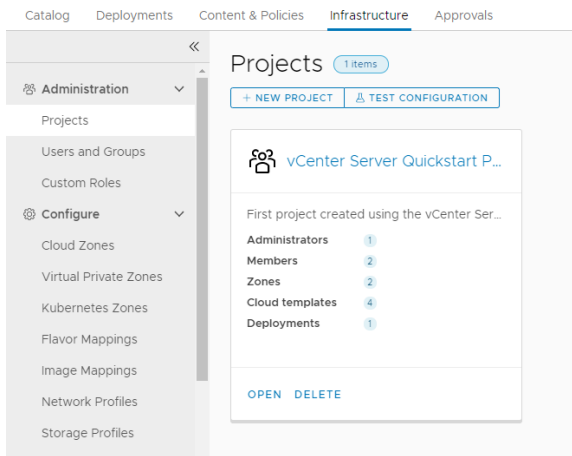 Catalog Deployments Content & Policies Infrastructure Approvals
«
Administration
Projects
Users and Groups
Custom Roles
Configure
Cloud Zones
Virtual Private Zones
Kubernetes Zones
Flavor Mappings
Image Mappings
Network Profiles
Storage Profiles
Projects 1 items
+ NEW PROJECT TEST CONFIGURATION
vCenter Server Quickstart P...
First project created using the vCenter Ser...
Administrators 1
Members 2
Zones 2
Cloud templates 4
Deployments 1
OPEN DELETE